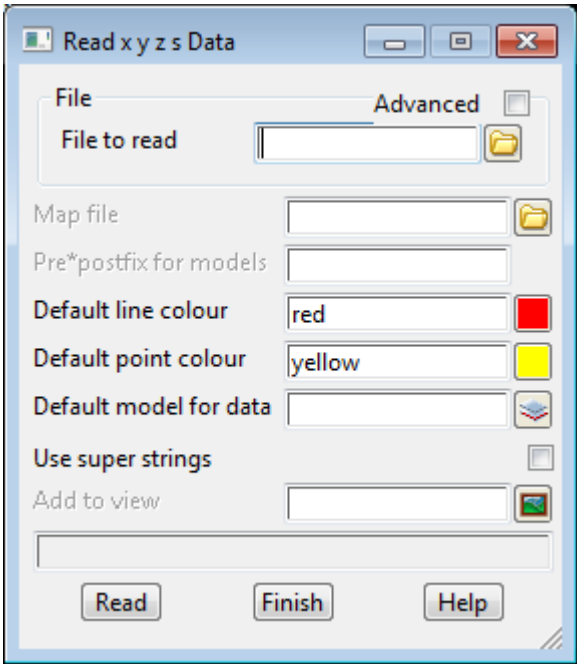 Read x y z s Data
File
Advanced
File to read
Map file
Pre*postfix for models
Default line colour
red
Default point colour
yellow
Default model for data
Use super strings
Add to view
Read
Finish
Help